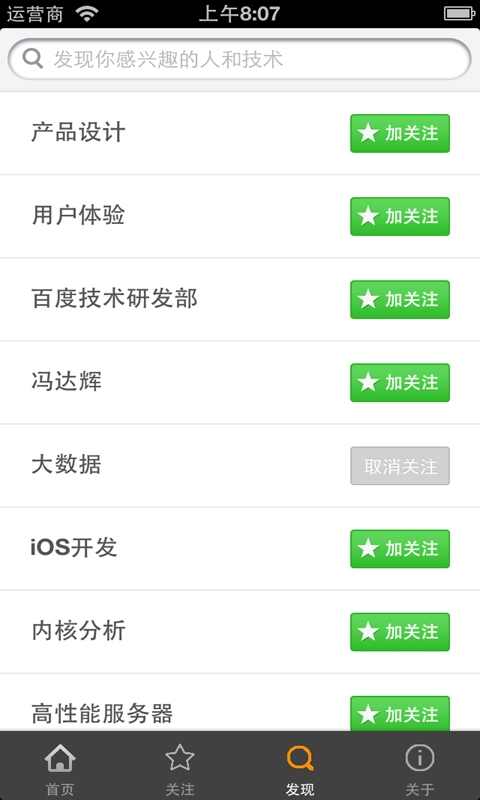 运营商 上午8:07
发现你感兴趣的人和技术
产品设计 加关注
用户体验 加关注
百度技术研发部 加关注
冯达辉 加关注
大数据 取消关注
iOS开发 加关注
内核分析 加关注
高性能服务器 加关注
首页 关注 发现 关于